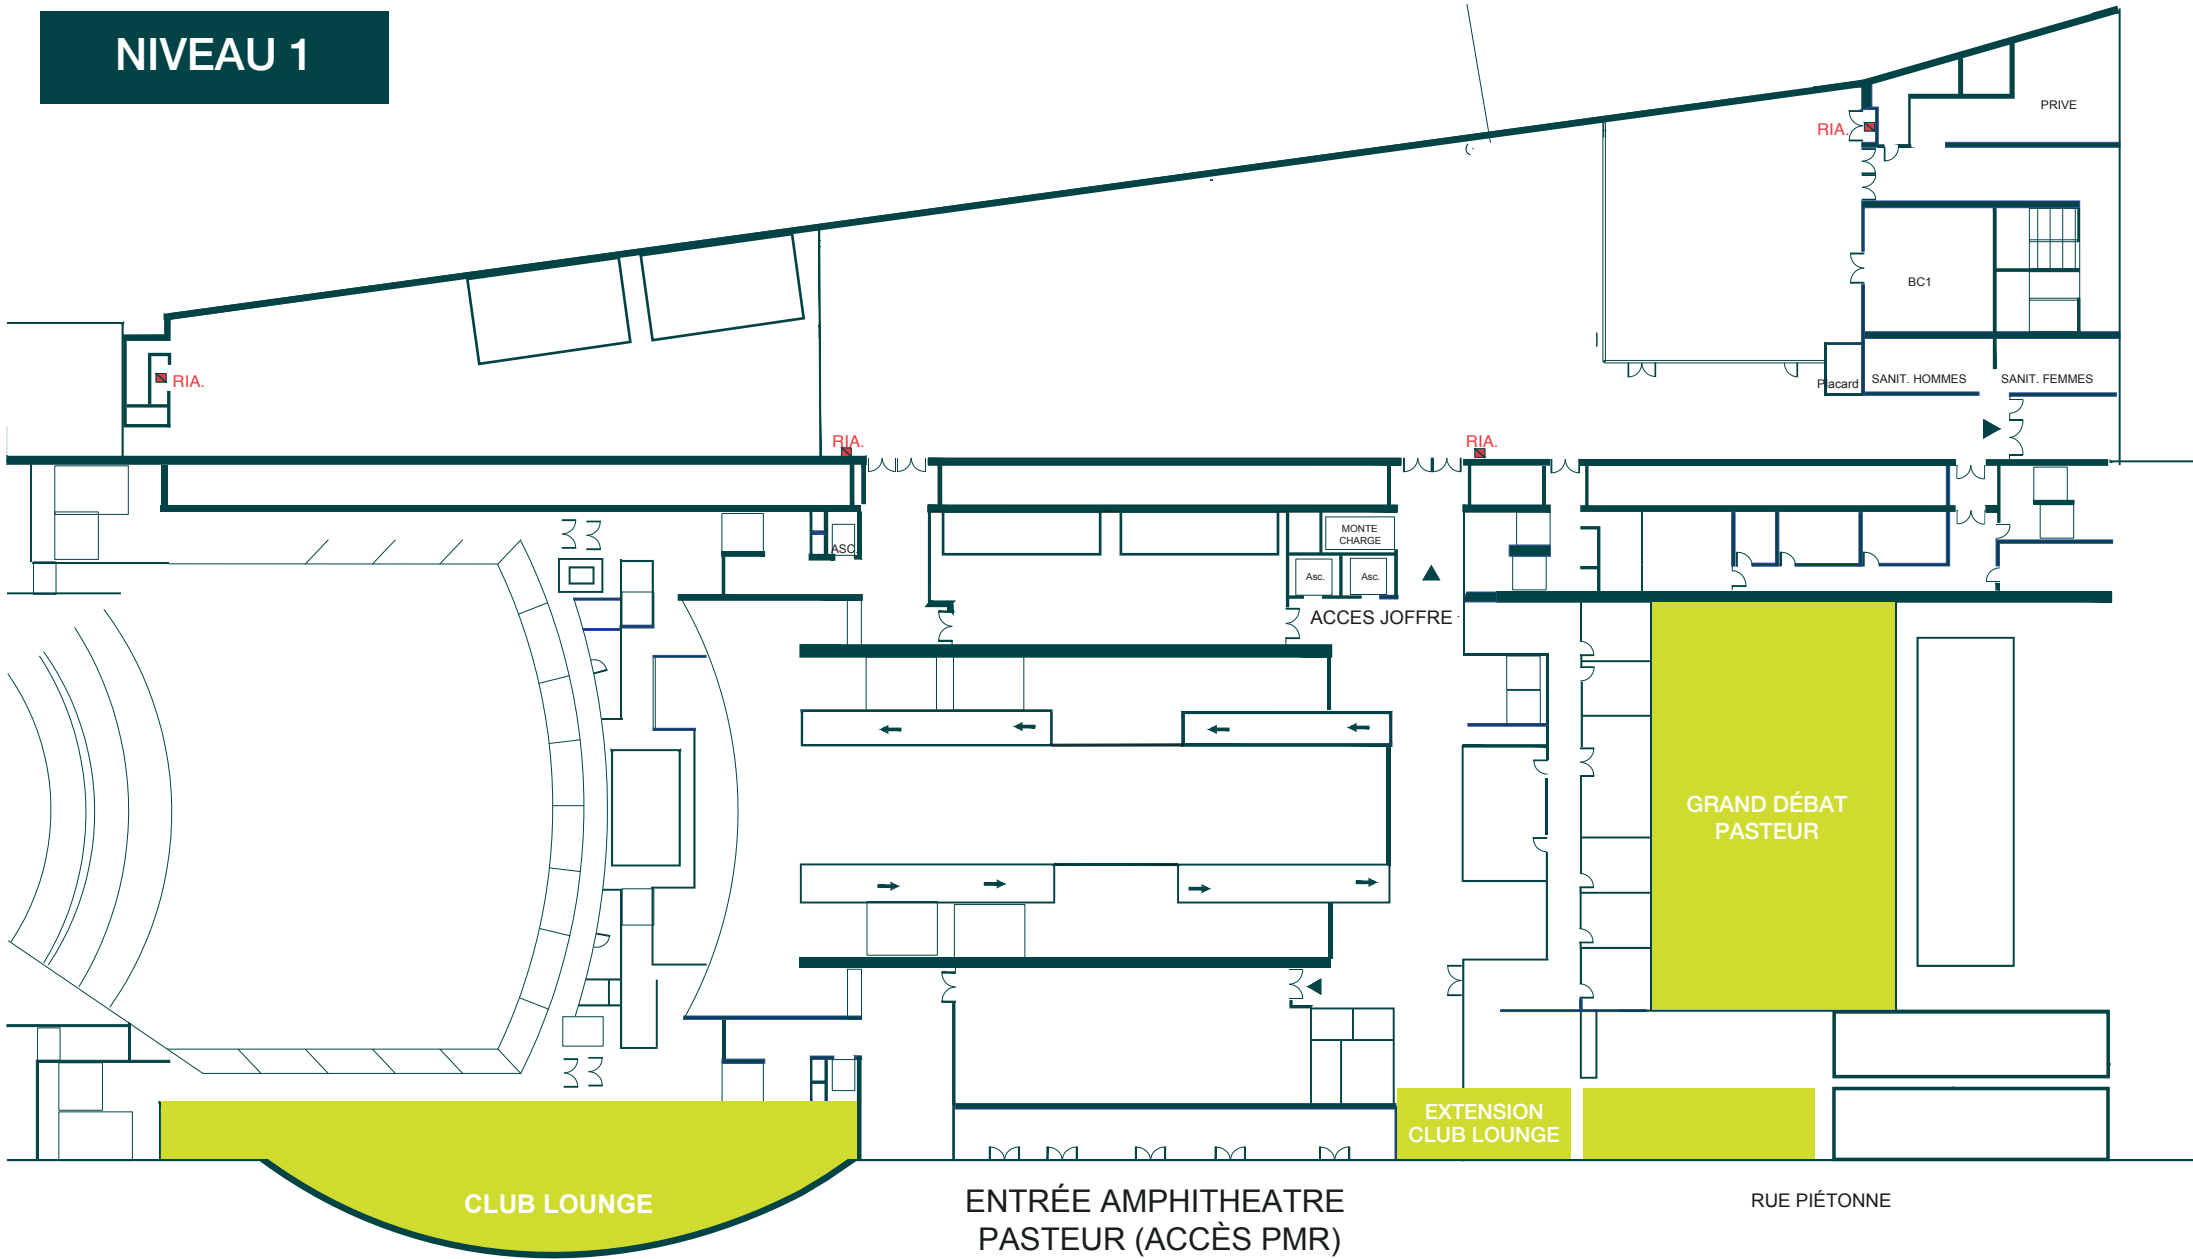 NIVEAU 1
PRIVE
RIA.
BC1
RIA.
Placard
SANIT. HOMMES
SANIT. FEMMES
RIA.
RIA.
MONTE
CHARGE
ASC.
Asc.
Asc.
ACCES JOFFRE
GRAND DÉBAT
PASTEUR
EXTENSION
CLUB LOUNGE
CLUB LOUNGE
ENTRÉE AMPHITHEATRE
PASTEUR (ACCÈS PMR)
RUE PIÉTONNE